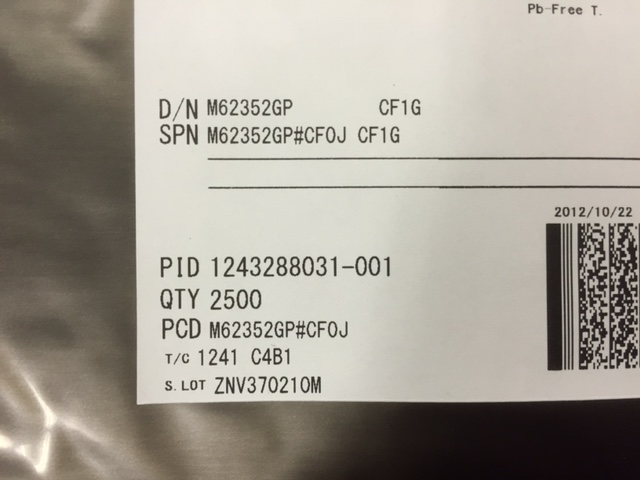 Pb-Free T.
D/N M62352GP CF1G
SPN M62352GP#CF0J CF1G
2012/10/22
PID 1243288031-001
QTY 2500
PCD M62352GP#CF0J
T/C 1241 C4B1
S. LOT ZNV370210M